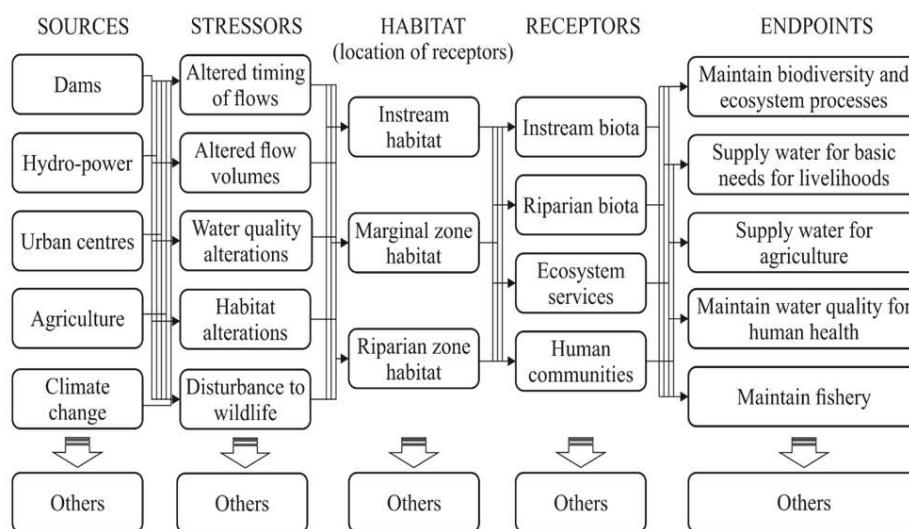 SOURCES
STRESSORS
HABITAT
(location of receptors)
RECEPTORS
ENDPOINTS
Dams
Hydro-power
Urban centres
Agriculture
Climate
change
Others
Altered timing
of flows
Altered flow
volumes
Water quality
alterations
Habitat
alterations
Disturbance to
wildlife
Others
Instream
habitat
Marginal zone
habitat
Riparian zone
habitat
Others
Instream biota
Riparian biota
Ecosystem
services
Human
communities
Others
Maintain biodiversity and
ecosystem processes
Supply water for basic
needs for livelihoods
Supply water for
agriculture
Maintain water quality for
human health
Maintain fishery
Others